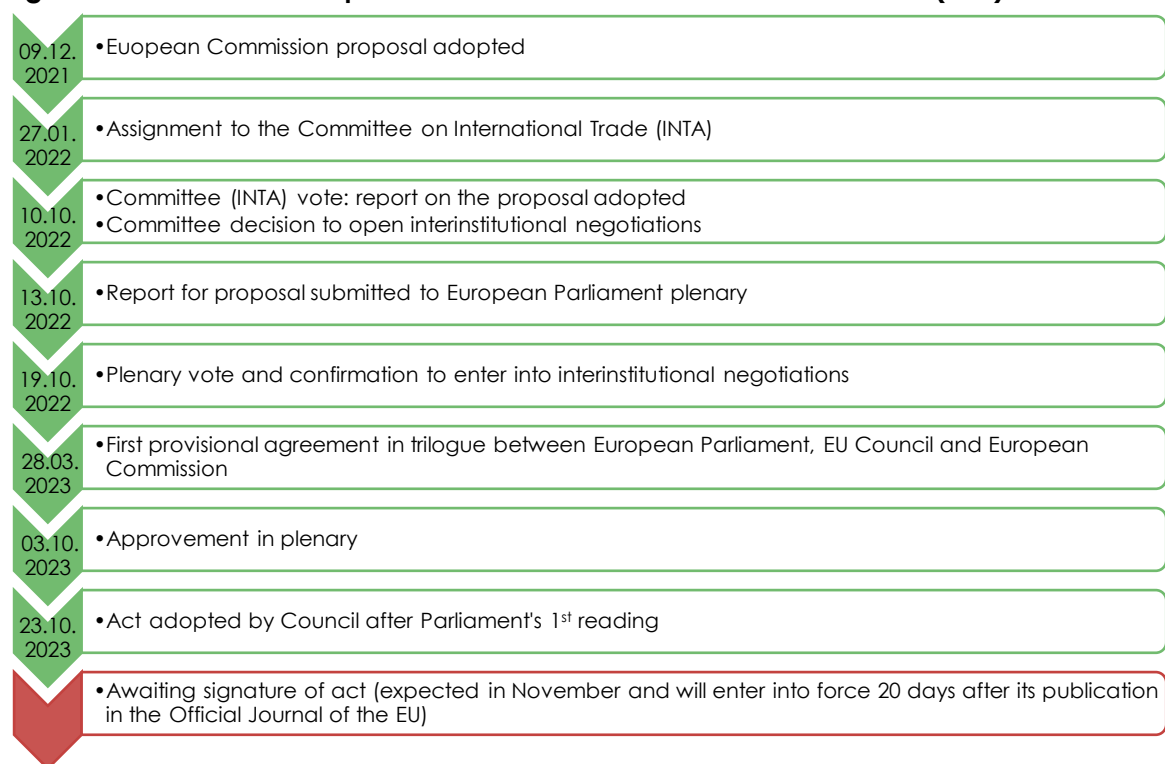 09.12.
2021
•Euopean Commission proposal adopted
27.01.
2022
•Assignment to the Committee on International Trade (INTA)
10.10.
2022
•Committee (INTA) vote: report on the proposal adopted
•Committee decision to open interinstitutional negotiations
13.10.
2022
•Report for proposal submitted to European Parliament plenary
19.10.
2022
•Plenary vote and confirmation to enter into interinstitutional negotiations
28.03.
2023
•First provisional agreement in trilogue between European Parliament, EU Council and European
Commission
03.10.
2023
•Approvement in plenary
23.10.
2023
•Act adopted by Council after Parliament's 1st reading
•Awaiting signature of act (expected in November and will enter into force 20 days after its publication
in the Official Journal of the EU)